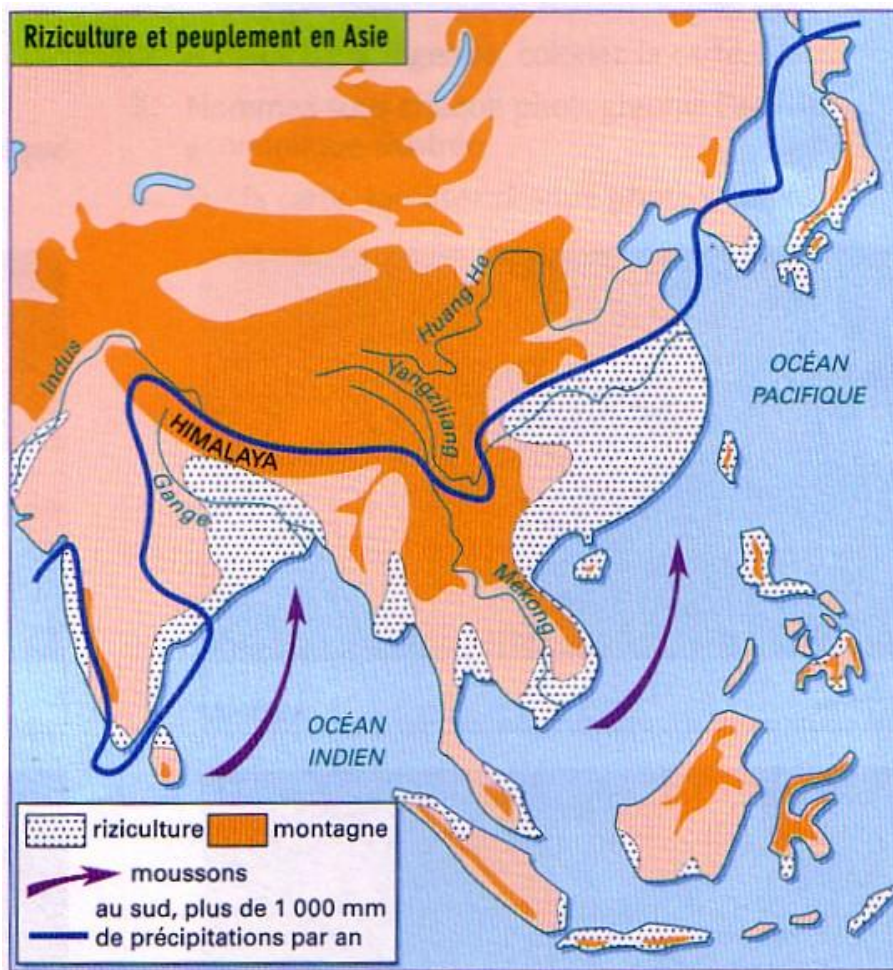 Riziculture et peuplement en Asie
Huang He
Indus
Yangzijiang
OCÉAN
PACIFIQUE
HIMALAYA
Gange
Mékong
OCÉAN
INDIEN
riziculture
montagne
moussons
au sud, plus de 1 000 mm
de précipitations par an